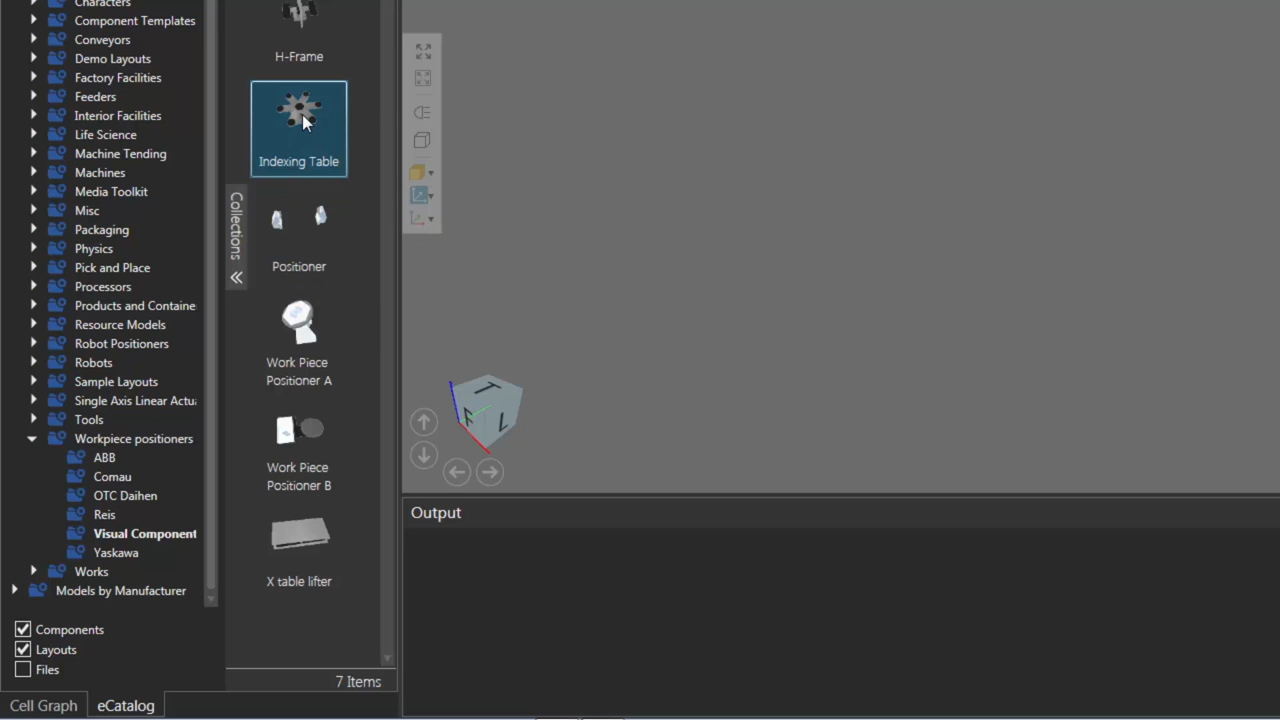 Characters
Component Templates
Conveyors
Demo Layouts
Factory Facilities
Feeders
Interior Facilities
Life Science
Machine Tending
Machines
Media Toolkit
Misc
Packaging
Physics
Pick and Place
Processors
Products and Containe
Resource Models
Robot Positioners
Robots
Sample Layouts
Single Axis Linear Actu
Tools
Workpiece positioners
ABB
Comau
OTC Daihen
Reis
Visual Component
Yaskawa
Works
Models by Manufacturer
Components
Layouts
Files
Cell Graph
eCatalog
Collections
H-Frame
Indexing Table
Positioner
Work Piece
Positioner A
Work Piece
Positioner B
X table lifter
7 Items
T
F
L
Output